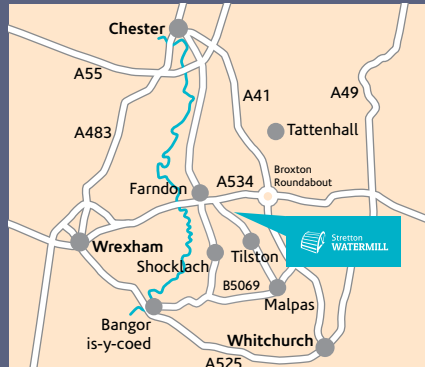 Chester
A55
A41
A49
A483
Tattenhall
Broxton
Roundabout
Farndon
A534
Stretton
WATERMILL
Wrexham
Shocklach
Tilston
B5069
Malpas
Bangor
is-y-coed
Whitchurch
A525